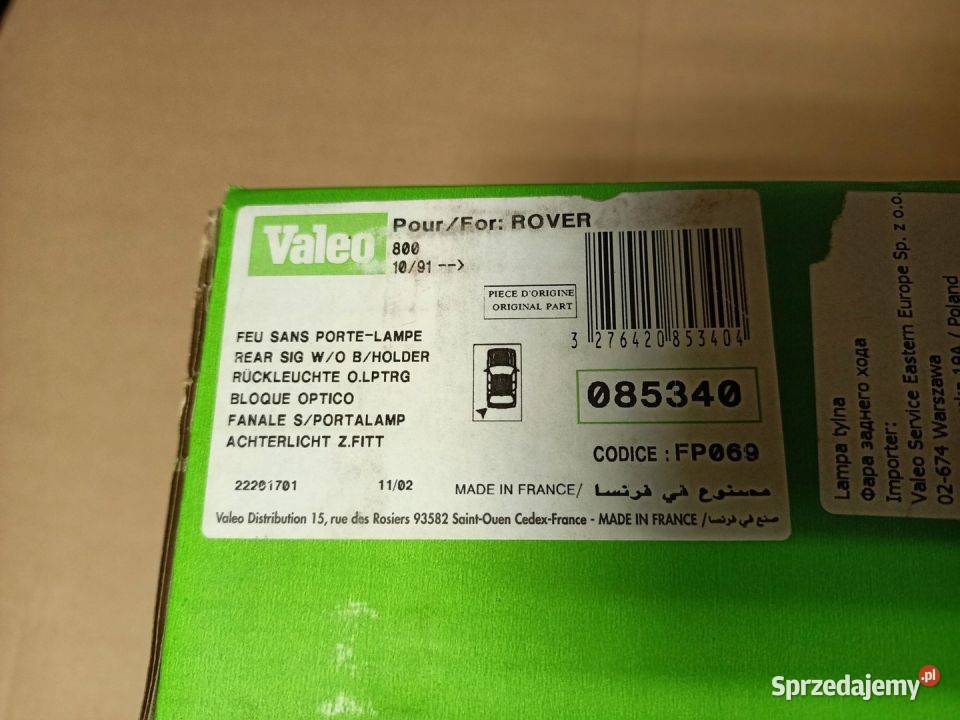 Valeo
Pour/For: ROVER
800
10/91 -->
PIECE D'ORIGINE
ORIGINAL PART
3 276420 853404
FEU SANS PORTE-LAMPE
REAR SIG W/O B/HOLDER
RÜCKLEUCHTE O.LPTRG
BLOQUE OPTICO
FANALE S/PORTALAMP
ACHTERLICHT Z.FITT
085340
CODICE : FP069
22201701 11/02
MADE IN FRANCE/ مصنوع في فرنسا
Valeo Distribution 15, rue des Rosiers 93582 Saint-Ouen Cedex-France - MADE IN FRANCE / صنع في فرنسا
Lampa tylna
Фара заднего хода
Importer:
Valeo Service Eastern Europe Sp. z o.o.
02-674 Warszawa
19A / Poland
Sprzedajemy.pl